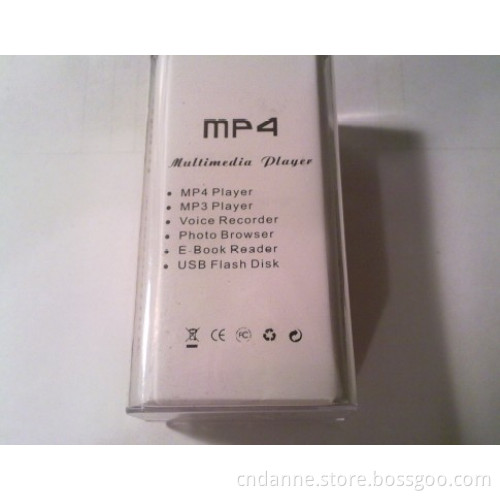 MP4
Multimedia Player
• MP4 Player
• MP3 Player
• Voice Recorder
• Photo Browser
• E-Book Reader
• USB Flash Disk
CE FC
cndanne.store.bossgoo.com